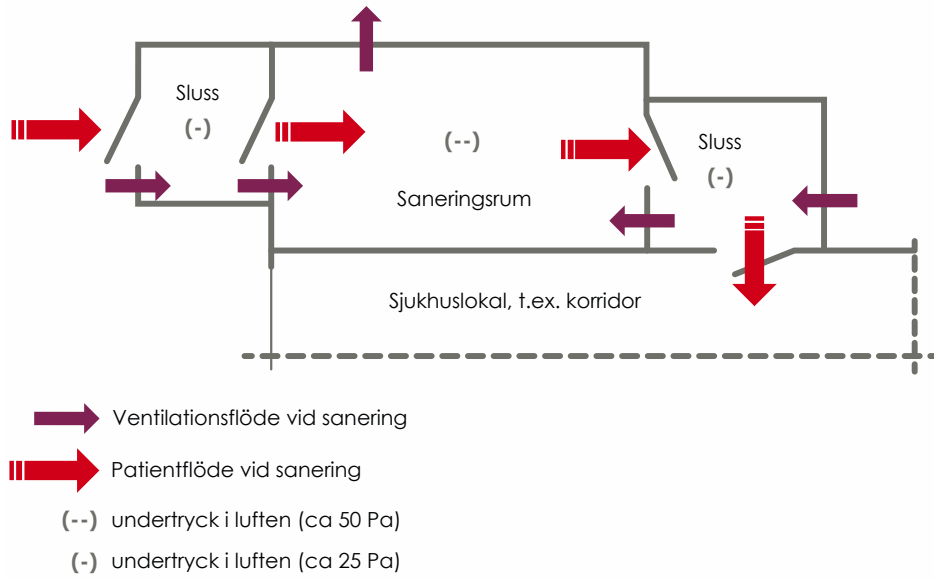 Sluss
(-)
(--)
Saneringsrum
Sluss
(-)
Sjukhuslokal, t.ex. korridor
Ventilationsflöde vid sanering
Patientflöde vid sanering
(--) undertryck i luften (ca 50 Pa)
(-) undertryck i luften (ca 25 Pa)